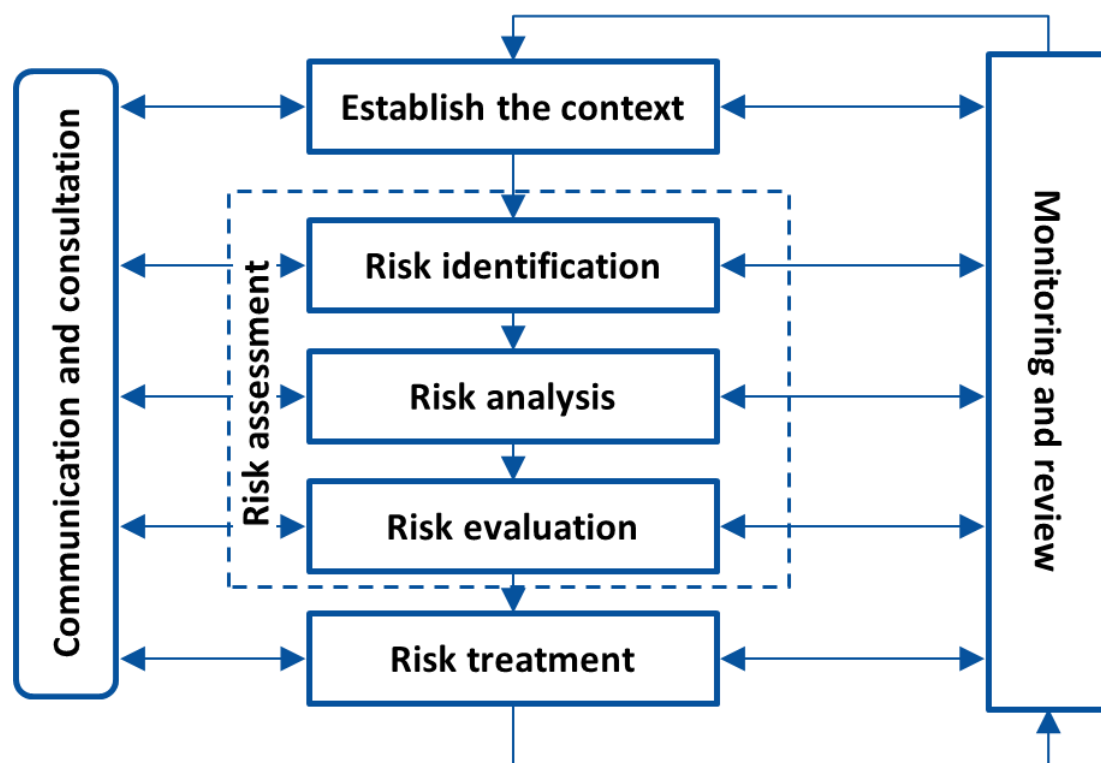 Communication and consultation
Establish the context
Risk assessment
Risk identification
Risk analysis
Risk evaluation
Risk treatment
Monitoring and review